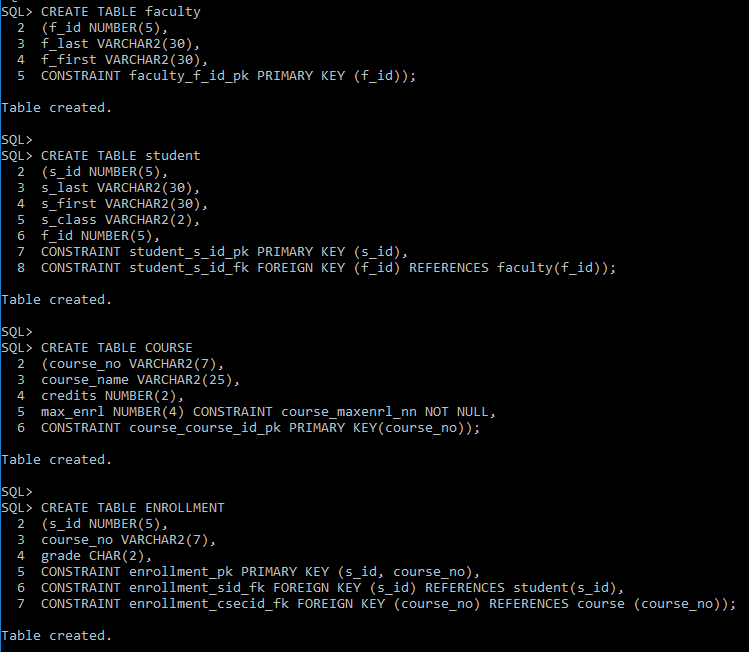 SQL> CREATE TABLE faculty
  2  (f_id NUMBER(5),
  3  f_last VARCHAR2(30),
  4  f_first VARCHAR2(30),
  5  CONSTRAINT faculty_f_id_pk PRIMARY KEY (f_id));
Table created.
SQL>
SQL> CREATE TABLE student
  2  (s_id NUMBER(5),
  3  s_last VARCHAR2(30),
  4  s_first VARCHAR2(30),
  5  s_class VARCHAR2(2),
  6  f_id NUMBER(5),
  7  CONSTRAINT student_s_id_pk PRIMARY KEY (s_id),
  8  CONSTRAINT student_s_id_fk FOREIGN KEY (f_id) REFERENCES faculty(f_id));
Table created.
SQL>
SQL> CREATE TABLE COURSE
  2  (course_no VARCHAR2(7),
  3  course_name VARCHAR2(25),
  4  credits NUMBER(2),
  5  max_enrl NUMBER(4) CONSTRAINT course_maxenrl_nn NOT NULL,
  6  CONSTRAINT course_course_id_pk PRIMARY KEY(course_no));
Table created.
SQL>
SQL> CREATE TABLE ENROLLMENT
  2  (s_id NUMBER(5),
  3  course_no VARCHAR2(7),
  4  grade CHAR(2),
  5  CONSTRAINT enrollment_pk PRIMARY KEY (s_id, course_no),
  6  CONSTRAINT enrollment_sid_fk FOREIGN KEY (s_id) REFERENCES student(s_id),
  7  CONSTRAINT enrollment_csecid_fk FOREIGN KEY (course_no) REFERENCES course (course_no));
Table created.